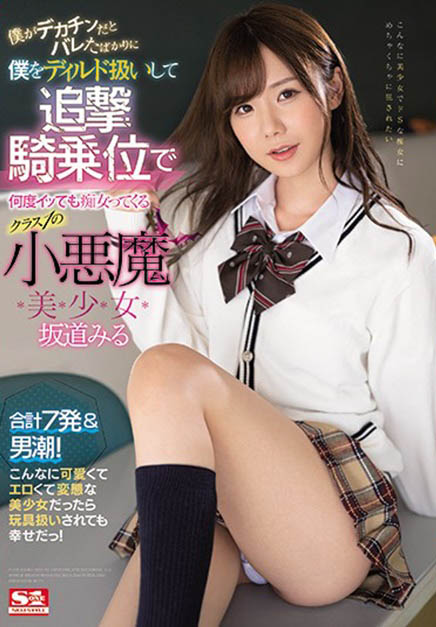 こんなに美少女でドSな痴女に
めちゃくちゃに犯されたい
僕がデカチンだと
バレたばかりに
僕をディルド扱いして
追撃
騎乗位で
何度イッても痴女ってくる
クラス1の
小悪魔
*美*少*女*
坂道みる
合計7発&
男潮!
こんなに可愛くて
エロくて変態な
美少女だったら
玩具扱いされても
幸せだっ!
S1
NO.1 STYLE